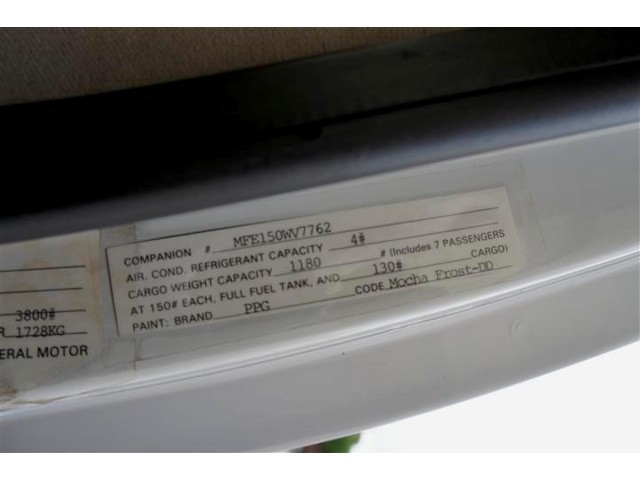 COMPANION # MFE150WV7762
AIR. COND. REFRIGERANT CAPACITY 4#
CARGO WEIGHT CAPACITY 1180 # (Includes 7 PASSENGERS
AT 150# EACH, FULL FUEL TANK, AND 130# CARGO)
PAINT: BRAND PPG CODE Mocha Frost-DD
3800#
R 1728KG
ERAL MOTOR